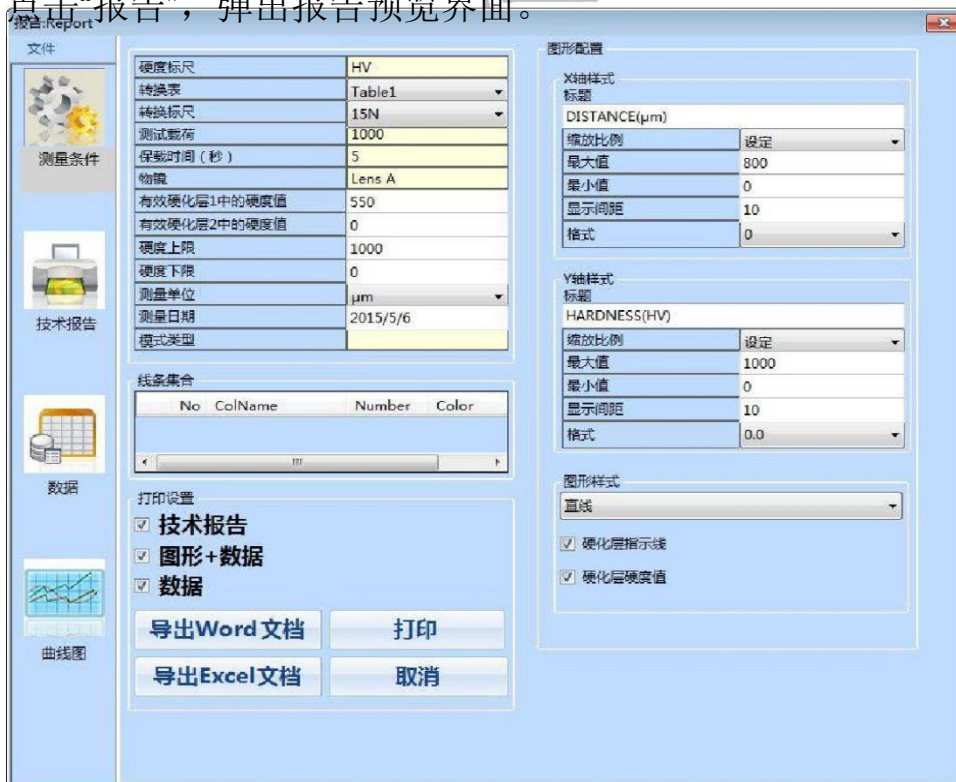 点击“报告”，弹出报告预览界面。
报告:Report
文件
测量条件
技术报告
数据
曲线图
硬度标尺 HV
转换表 Table1
转换标尺 15N
测试载荷 1000
保载时间（秒） 5
物镜 Lens A
有效硬化层1中的硬度值 550
有效硬化层2中的硬度值 0
硬度上限 1000
硬度下限 0
测量单位 μm
测量日期 2015/5/6
模式类型
线条集合
No ColName Number Color
打印设置
技术报告
图形+数据
数据
导出Word文档 打印
导出Excel文档 取消
图形配置
X轴样式
标题
DISTANCE(μm)
缩放比例 设定
最大值 800
最小值 0
显示间距 10
格式 0
Y轴样式
标题
HARDNESS(HV)
缩放比例 设定
最大值 1000
最小值 0
显示间距 10
格式 0.0
图形样式
直线
硬化层指示线
硬化层硬度值